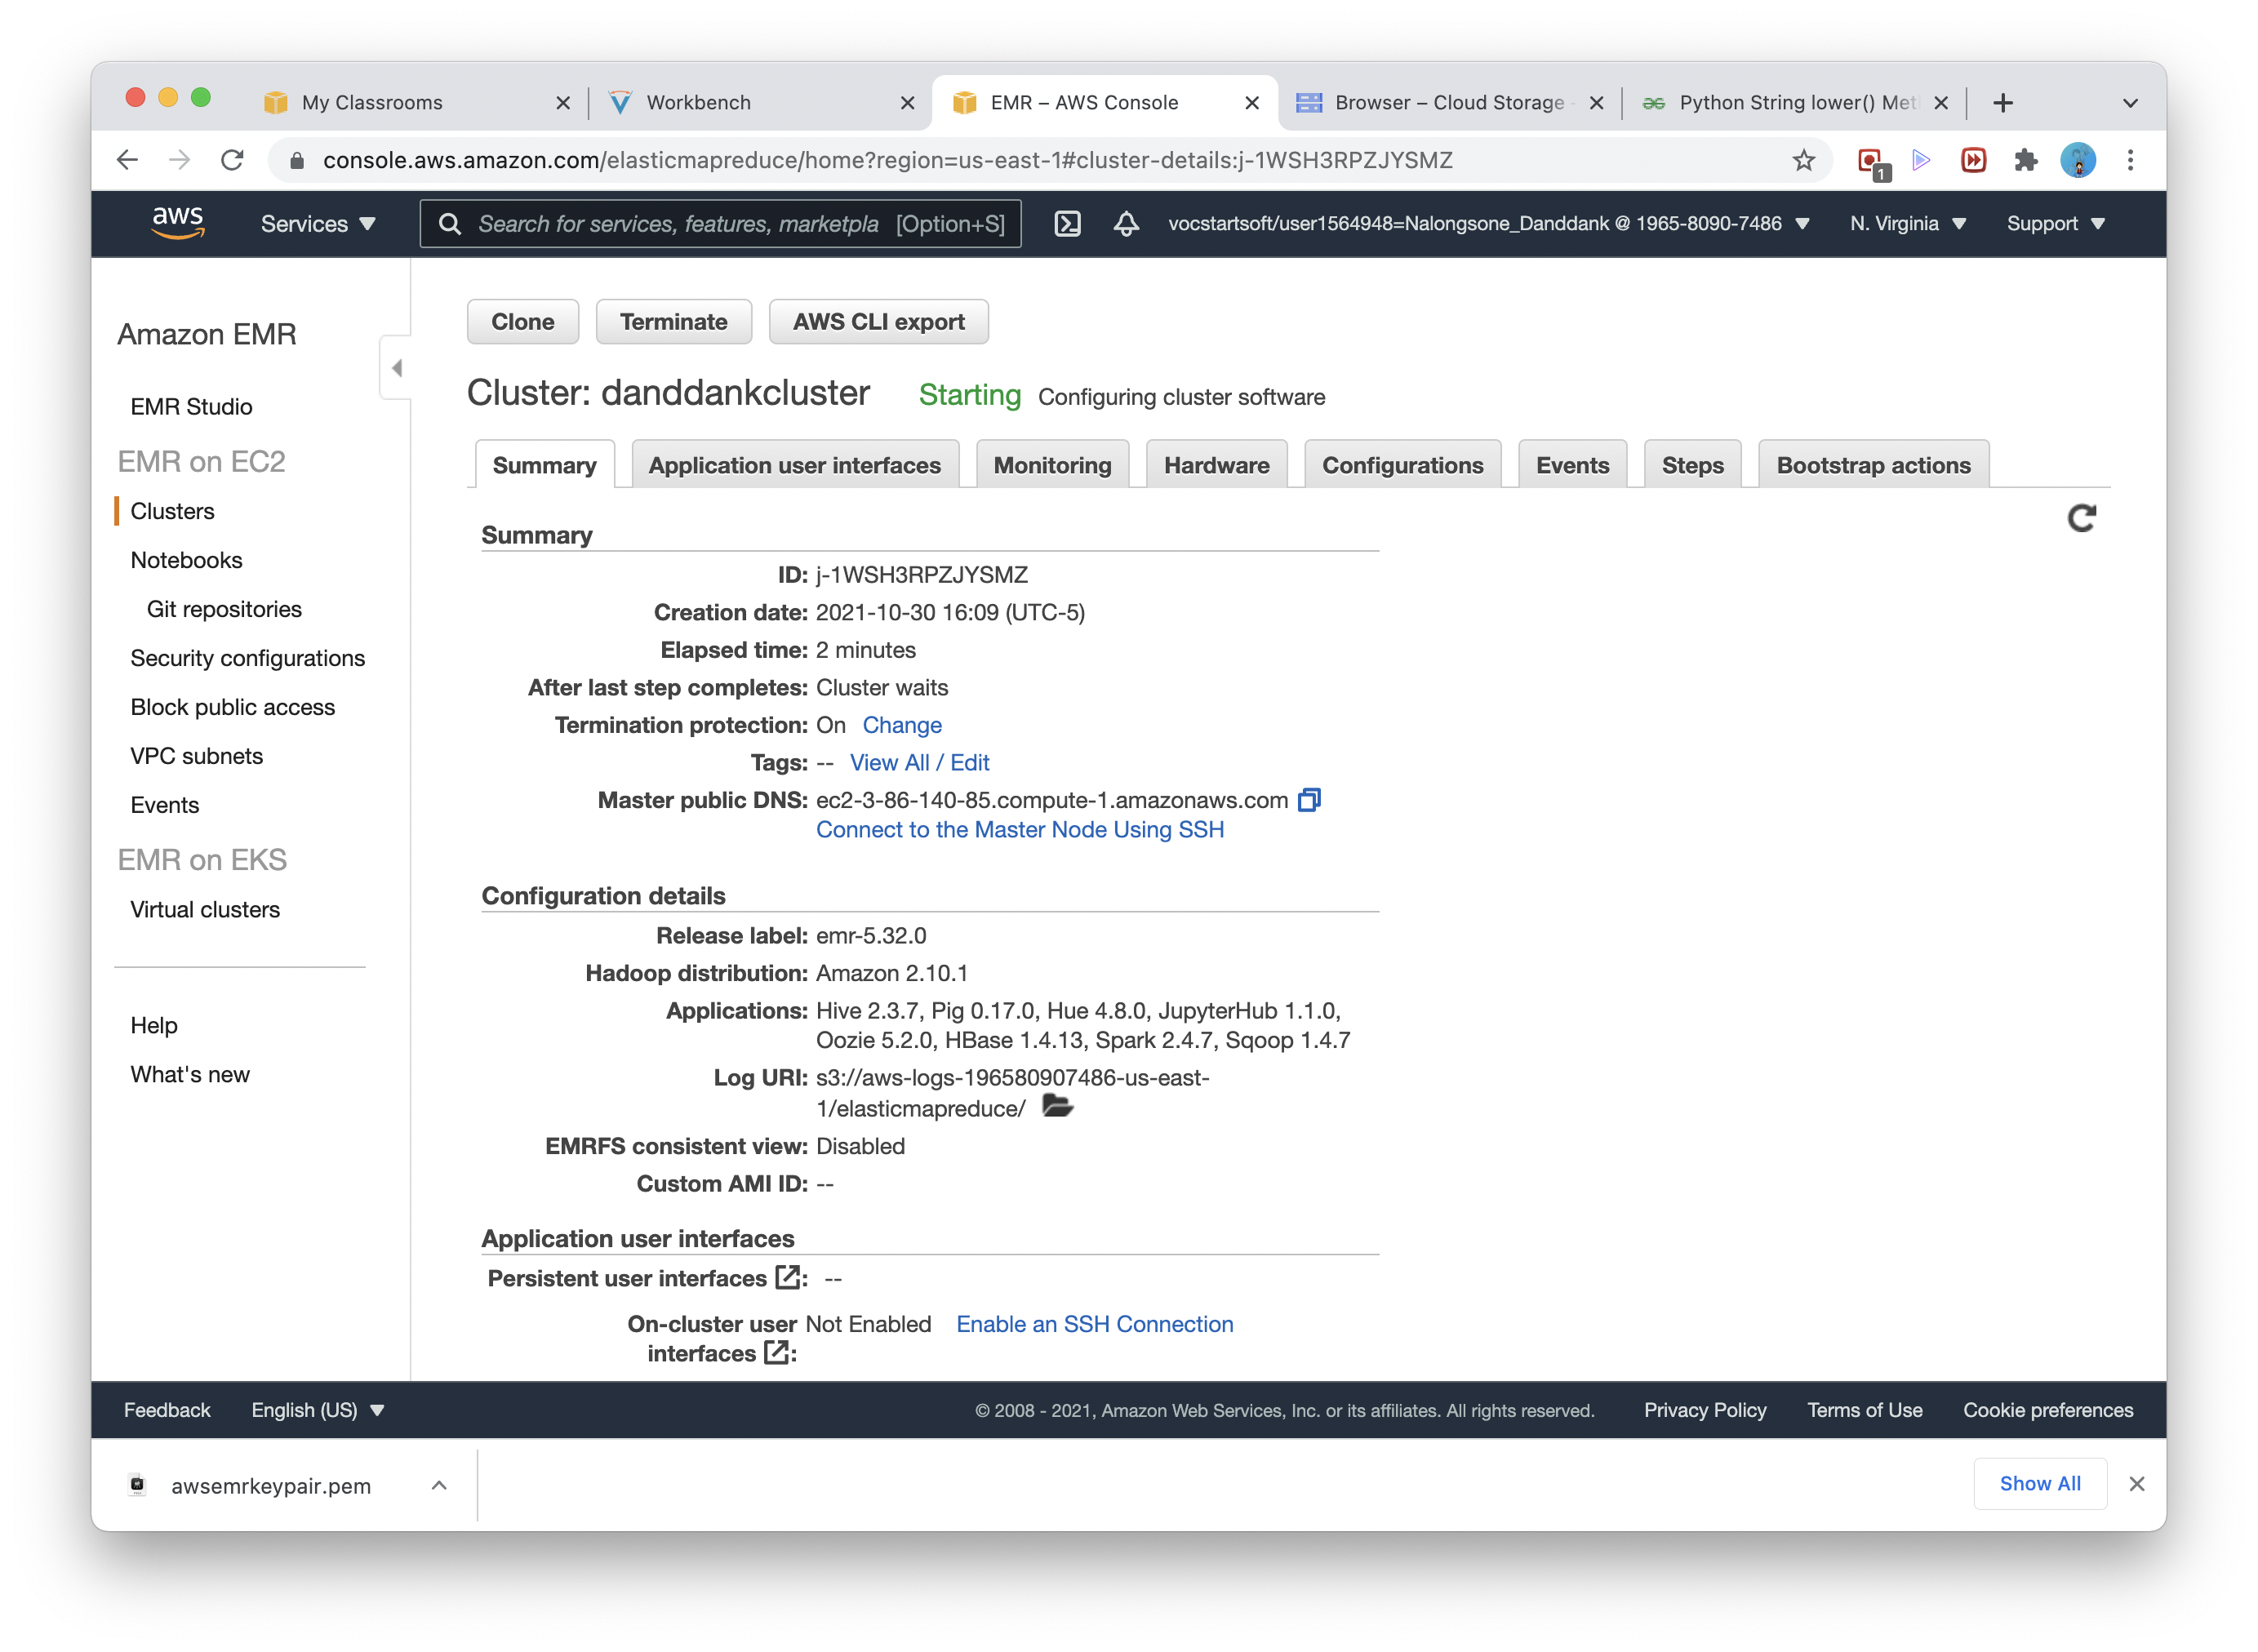 My Classrooms
Workbench
EMR – AWS Console
Browser – Cloud Storage
Python String lower() Met
console.aws.amazon.com/elasticmapreduce/home?region=us-east-1#cluster-details:j-1WSH3RPZJYSMZ
1
aws
Services
Search for services, features, marketpla [Option+S]
vocstartsoft/user1564948=Nalongsone_Danddank @ 1965-8090-7486
N. Virginia
Support
Amazon EMR
EMR Studio
EMR on EC2
Clusters
Notebooks
Git repositories
Security configurations
Block public access
VPC subnets
Events
EMR on EKS
Virtual clusters
Help
What's new
Clone
Terminate
AWS CLI export
Cluster: danddankcluster Starting Configuring cluster software
Summary
Application user interfaces
Monitoring
Hardware
Configurations
Events
Steps
Bootstrap actions
Summary
ID: j-1WSH3RPZJYSMZ
Creation date: 2021-10-30 16:09 (UTC-5)
Elapsed time: 2 minutes
After last step completes: Cluster waits
Termination protection: On Change
Tags: -- View All / Edit
Master public DNS: ec2-3-86-140-85.compute-1.amazonaws.com
Connect to the Master Node Using SSH
Configuration details
Release label: emr-5.32.0
Hadoop distribution: Amazon 2.10.1
Applications: Hive 2.3.7, Pig 0.17.0, Hue 4.8.0, JupyterHub 1.1.0,
Oozie 5.2.0, HBase 1.4.13, Spark 2.4.7, Sqoop 1.4.7
Log URI: s3://aws-logs-196580907486-us-east-
1/elasticmapreduce/
EMRFS consistent view: Disabled
Custom AMI ID: --
Application user interfaces
Persistent user interfaces : --
On-cluster user Not Enabled Enable an SSH Connection
interfaces :
Feedback
English (US)
© 2008 - 2021, Amazon Web Services, Inc. or its affiliates. All rights reserved.
Privacy Policy
Terms of Use
Cookie preferences
awsemrkeypair.pem
Show All